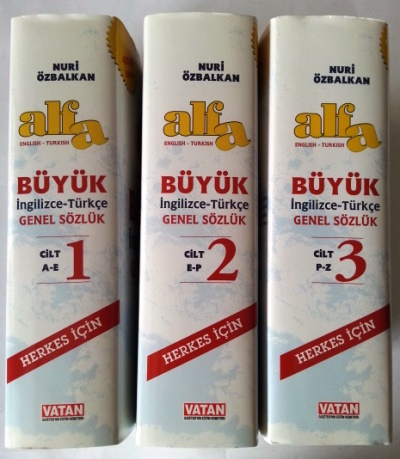 NURİ
ÖZBALKAN
alfa
ENGLISH - TURKISH
BÜYÜK
İngilizce-Türkçe
GENEL SÖZLÜK
CİLT
A-E
1
HERKES İÇİN
VATAN
NURİ
ÖZBALKAN
alfa
ENGLISH - TURKISH
BÜYÜK
İngilizce-Türkçe
GENEL SÖZLÜK
CİLT
E-P
2
HERKES İÇİN
VATAN
NURİ
ÖZBALKAN
alfa
ENGLISH - TURKISH
BÜYÜK
İngilizce-Türkçe
GENEL SÖZLÜK
CİLT
P-Z
3
HERKES İÇİN
VATAN